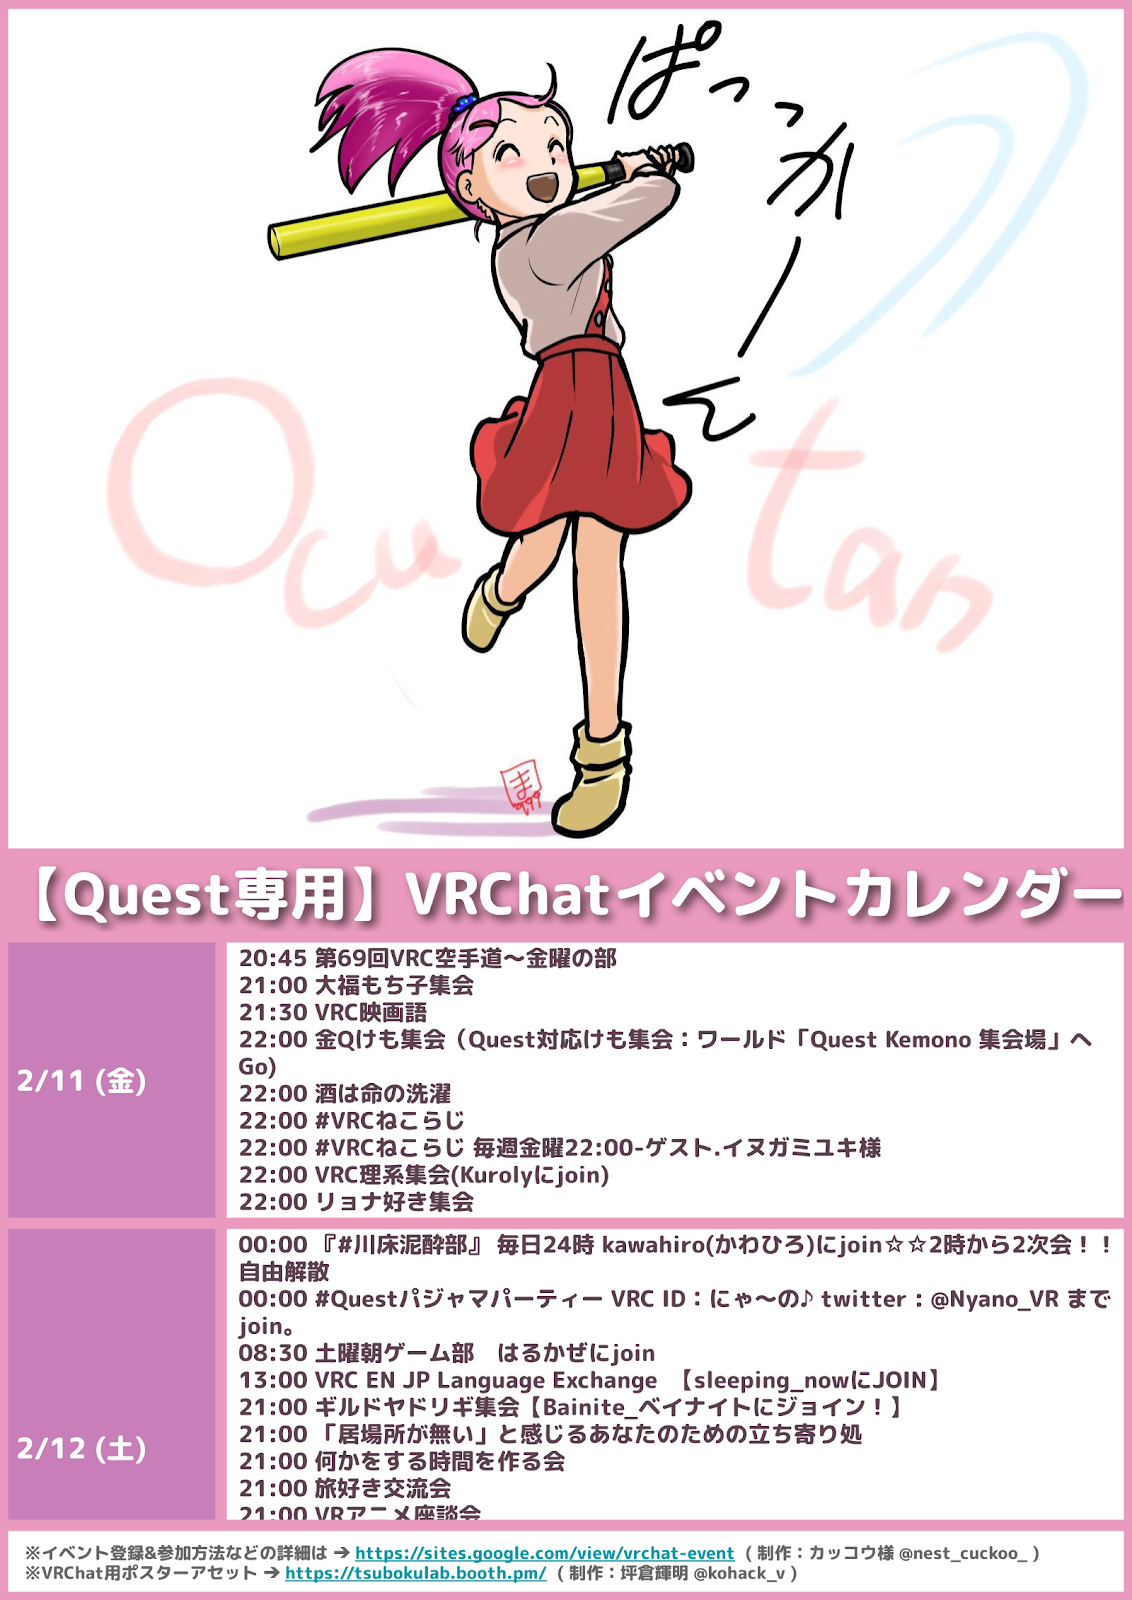 ぱっっかーん
Ocu tan
ま
999
【Quest専用】VRChatイベントカレンダー
2/11 (金)
20:45 第69回VRC空手道～金曜の部
21:00 大福もち子集会
21:30 VRC映画語
22:00 金Qけも集会（Quest対応けも集会：ワールド「Quest Kemono 集会場」へ
Go)
22:00 酒は命の洗濯
22:00 #VRCねこらじ
22:00 #VRCねこらじ 毎週金曜22:00-ゲスト.イヌガミユキ様
22:00 VRC理系集会(Kurolyにjoin)
22:00 リョナ好き集会
2/12 (土)
00:00 『#川床泥酔部』 毎日24時 kawahiro(かわひろ)にjoin☆☆2時から2次会！！
自由解散
00:00 #Questパジャマパーティー VRC ID：にゃ～の♪ twitter：@Nyano_VR まで
join。
08:30 土曜朝ゲーム部　はるかぜにjoin
13:00 VRC EN JP Language Exchange 【sleeping_nowにJOIN】
21:00 ギルドヤドリギ集会【Bainite_ベイナイトにジョイン！】
21:00 「居場所が無い」と感じるあなたのための立ち寄り処
21:00 何かをする時間を作る会
21:00 旅好き交流会
21:00 VRアニメ座談会
※イベント登録&参加方法などの詳細は ➔ https://sites.google.com/view/vrchat-event （制作：カッコウ様 @nest_cuckoo_ ）
※VRChat用ポスターアセット ➔ https://tsubokulab.booth.pm/ （制作：坪倉輝明 @kohack_v ）